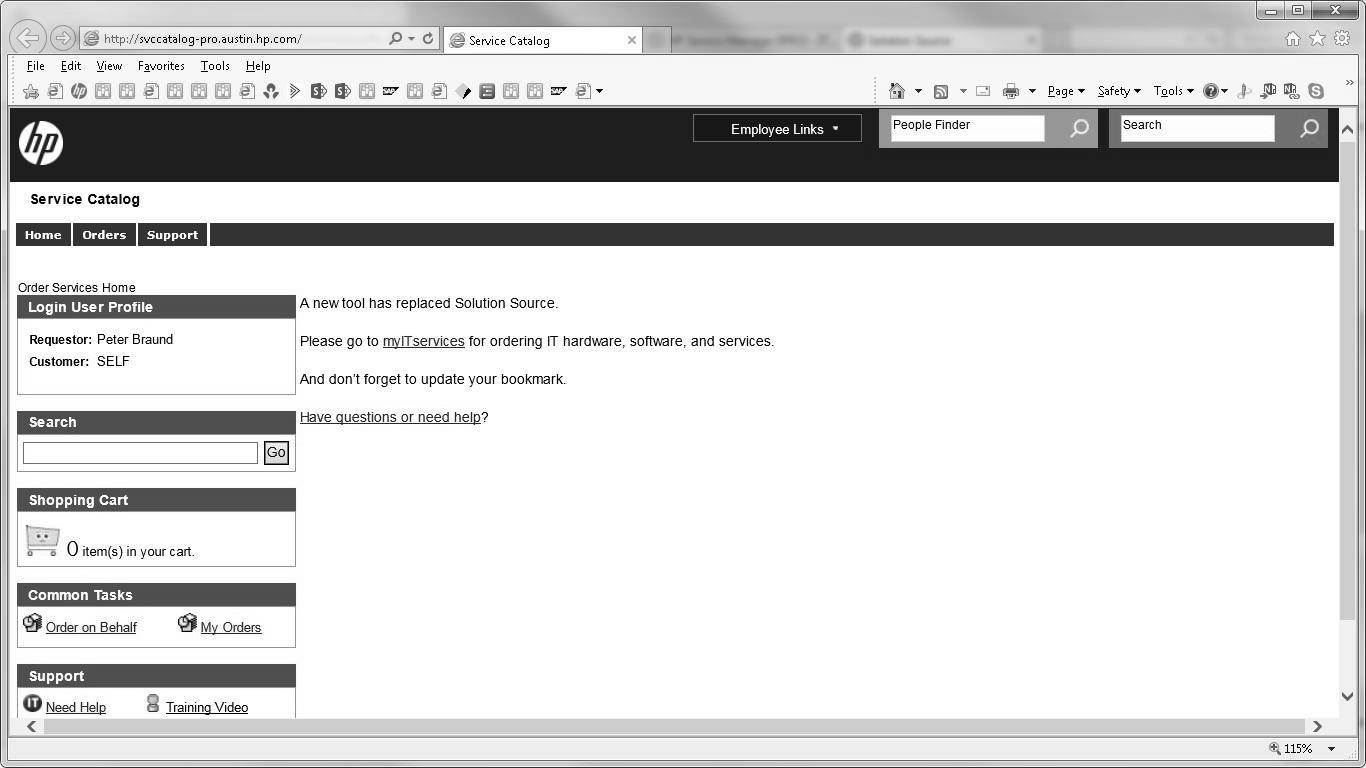 http://svccatalog-pro.austin.hp.com/
Service Catalog
File Edit View Favorites Tools Help
Page Safety Tools
hp
Employee Links
People Finder
Search
Service Catalog
Home Orders Support
Order Services Home
Login User Profile
Requestor: Peter Braund
Customer: SELF
A new tool has replaced Solution Source.
Please go to myITservices for ordering IT hardware, software, and services.
And don't forget to update your bookmark.
Have questions or need help?
Search
Go
Shopping Cart
0 item(s) in your cart.
Common Tasks
Order on Behalf My Orders
Support
IT Need Help Training Video
115%